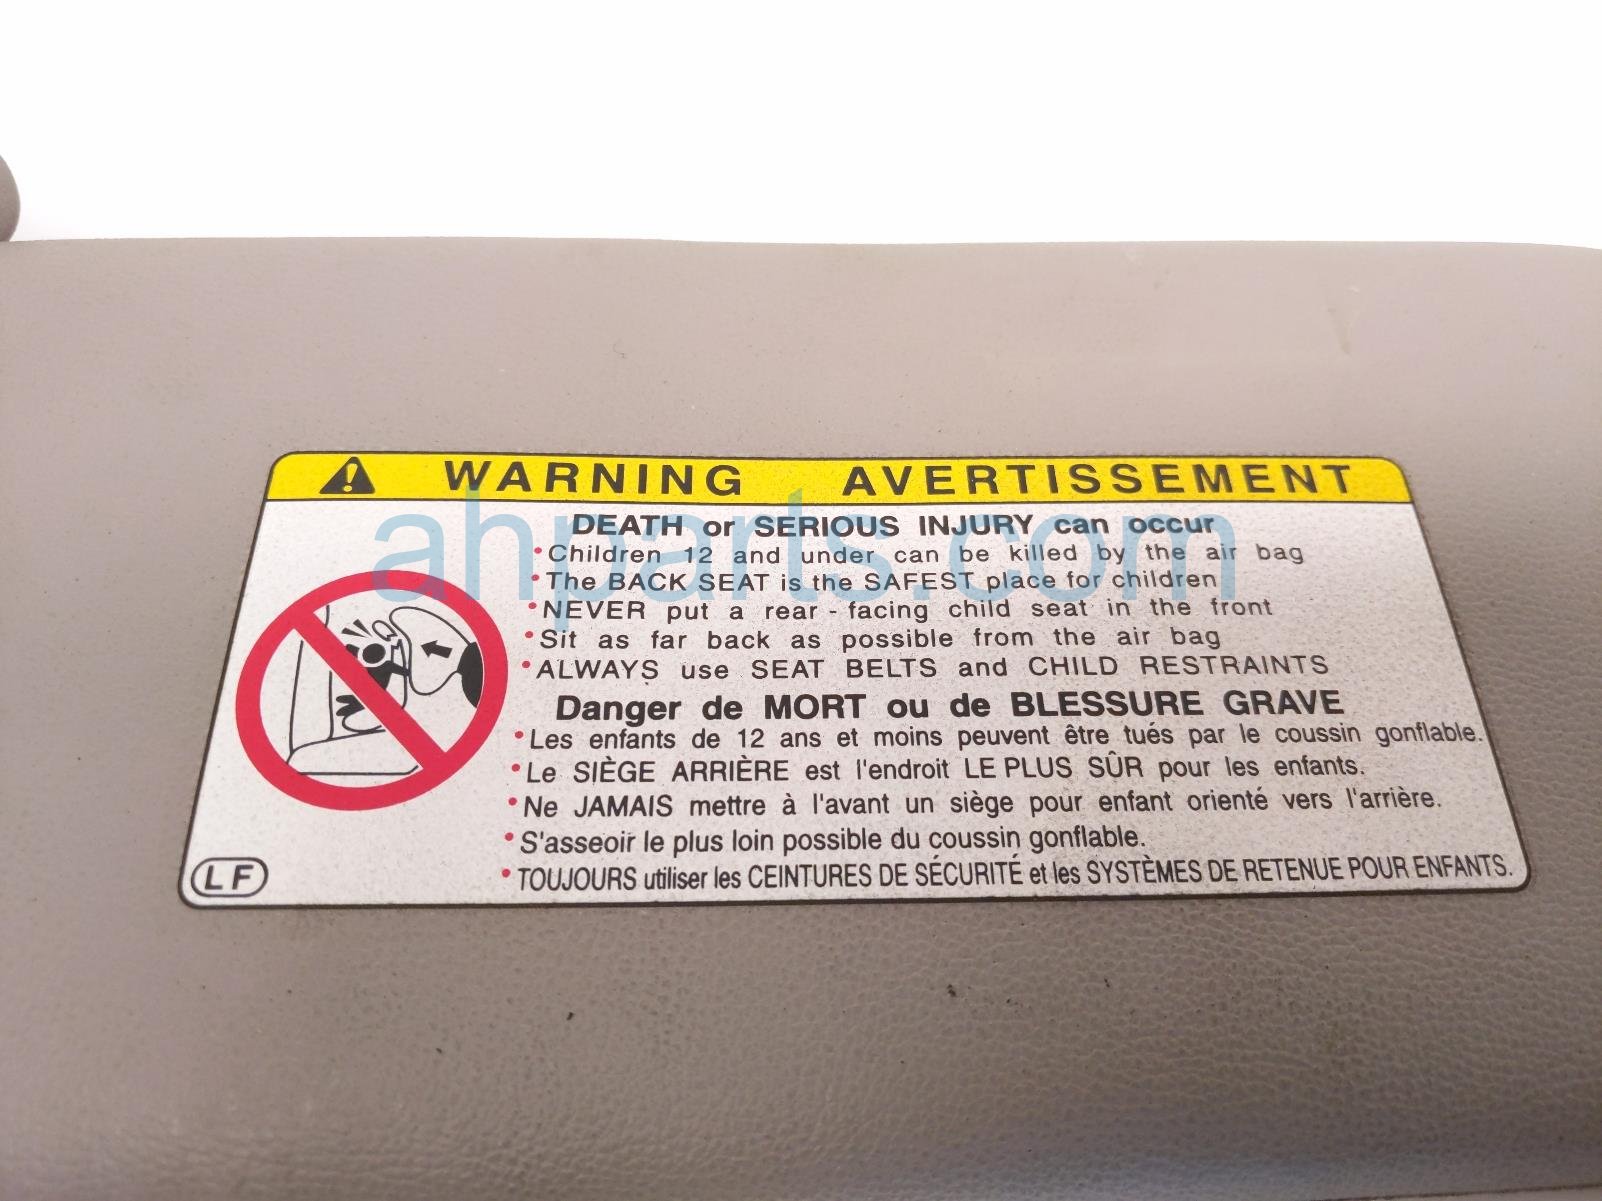 WARNING AVERTISSEMENT
DEATH or SERIOUS INJURY can occur
•Children 12 and under can be killed by the air bag
•The BACK SEAT is the SAFEST place for children
•NEVER put a rear-facing child seat in the front
•Sit as far back as possible from the air bag
•ALWAYS use SEAT BELTS and CHILD RESTRAINTS
Danger de MORT ou de BLESSURE GRAVE
•Les enfants de 12 ans et moins peuvent être tués par le coussin gonflable.
•Le SIÈGE ARRIÈRE est l'endroit LE PLUS SÛR pour les enfants.
•Ne JAMAIS mettre à l'avant un siège pour enfant orienté vers l'arrière.
•S'asseoir le plus loin possible du coussin gonflable.
•TOUJOURS utiliser les CEINTURES DE SÉCURITÉ et les SYSTÈMES DE RETENUE POUR ENFANTS.
LF
ahparts.com